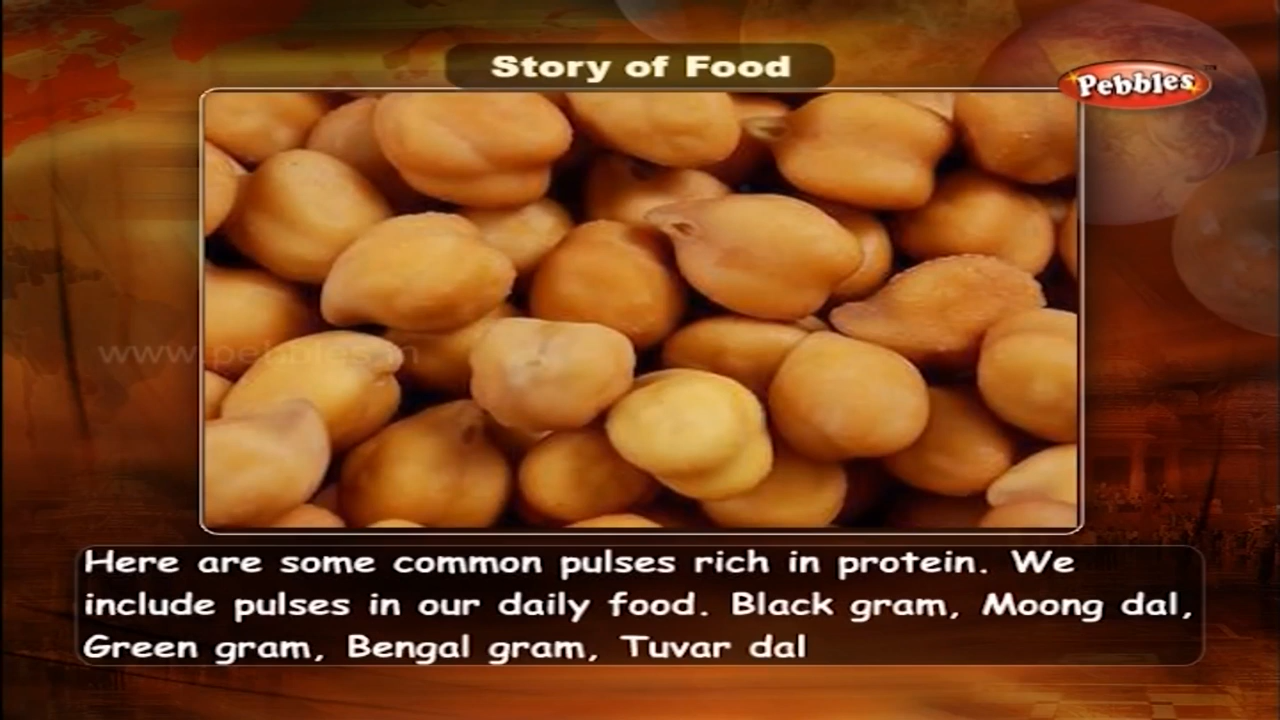 Story of Food
Pebbles
www.pebbles.in
Here are some common pulses rich in protein. We
include pulses in our daily food. Black gram, Moong dal,
Green gram, Bengal gram, Tuvar dal